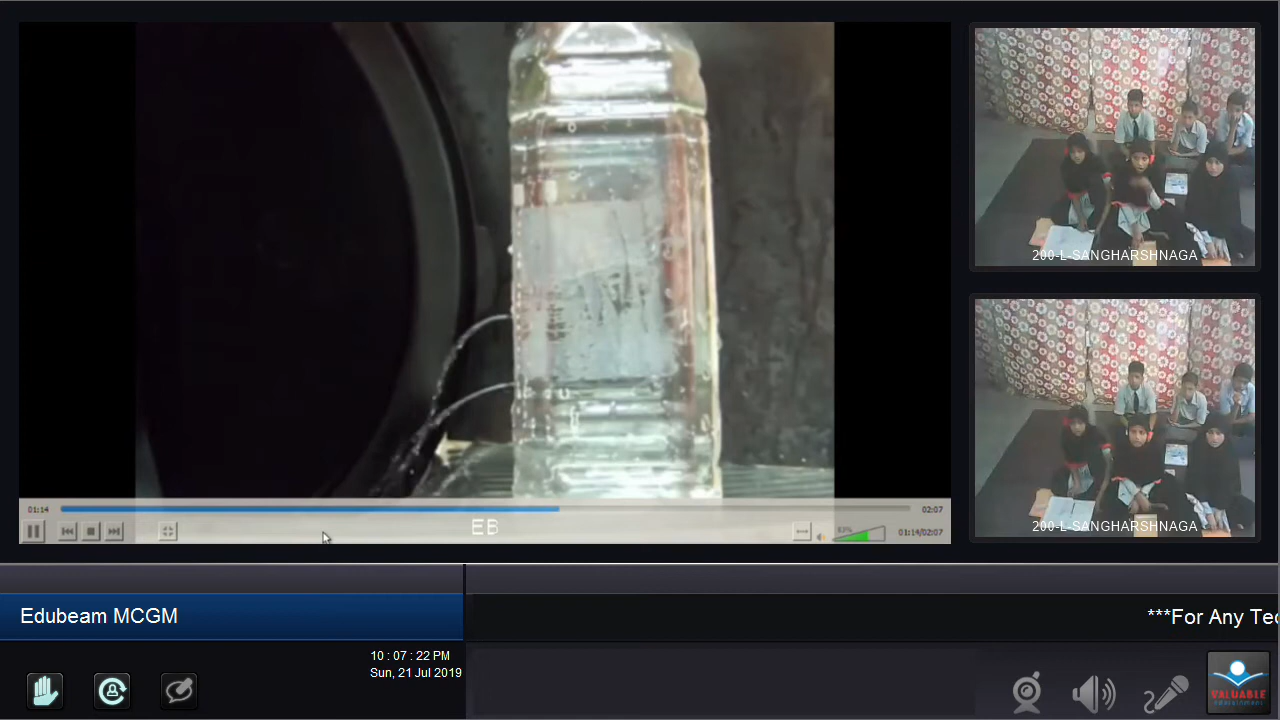 200-L-SANGHARSHNAGA
200-L-SANGHARSHNAGA
01:14
02:07
EB
83%
01:14/02:07
Edubeam MCGM
***For Any Tec
10 : 07 : 22 PM
Sun, 21 Jul 2019
VALUABLE